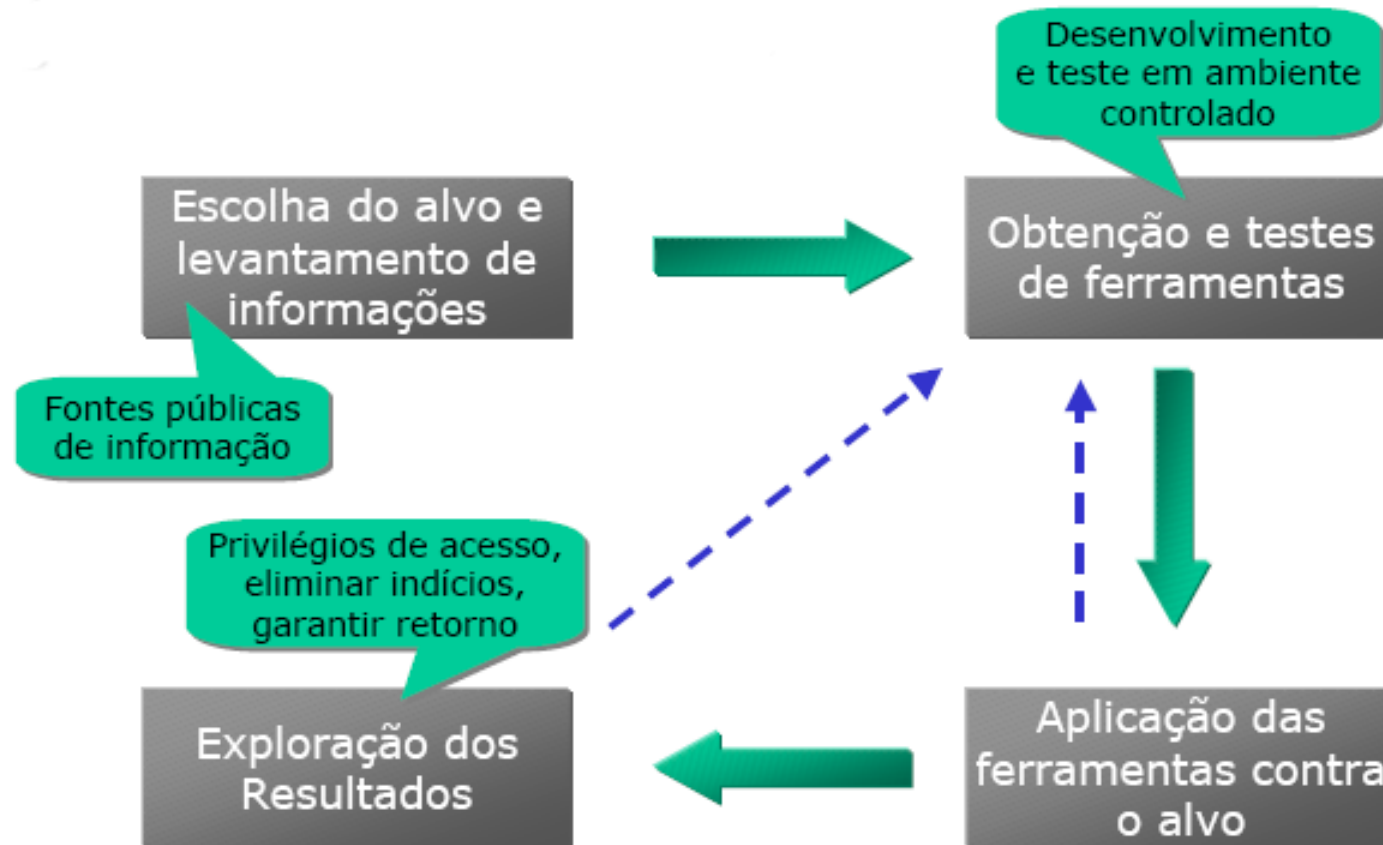 Desenvolvimento
e teste em ambiente
controlado
Escolha do alvo e
levantamento de
informações
Obtenção e testes
de ferramentas
Fontes públicas
de informação
Privilégios de acesso,
eliminar indícios,
garantir retorno
Exploração dos
Resultados
Aplicação das
ferramentas contra
o alvo